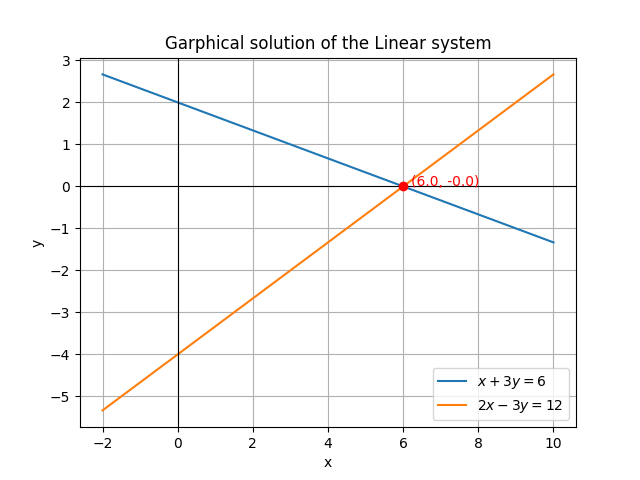 Garphical solution of the Linear system
3
2
1
0
−1
−2
−3
−4
−5
y
(6.0, -0.0)
x + 3y = 6
2x − 3y = 12
−2 0 2 4 6 8 10
x